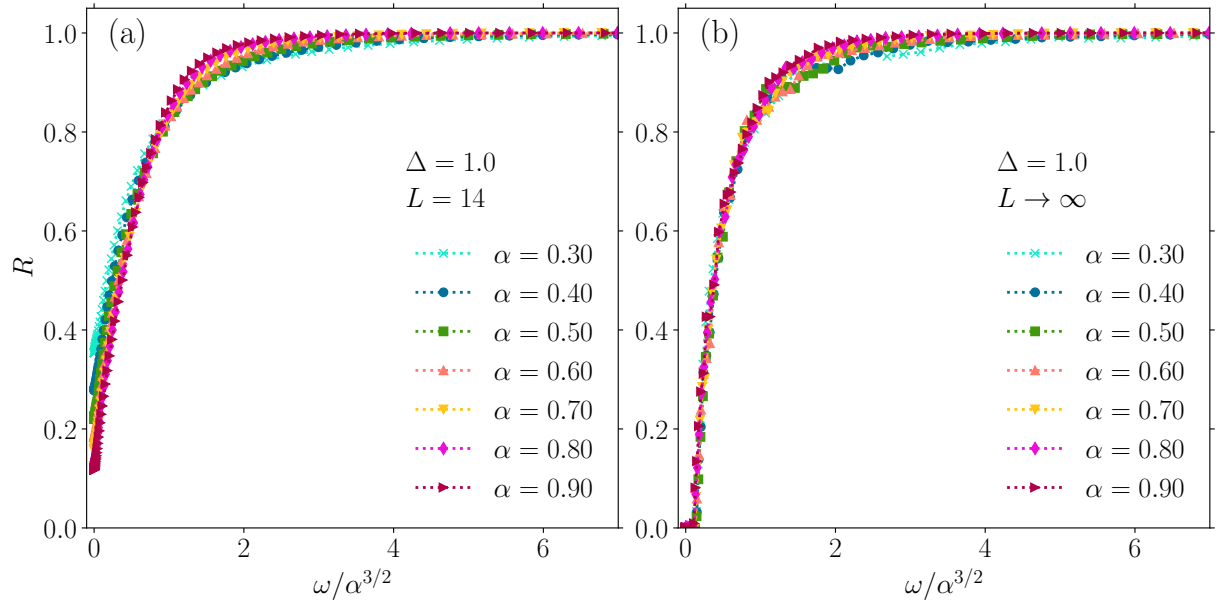 (a)
R
1.0
0.8
0.6
0.4
0.2
0.0
Δ = 1.0
L = 14
α = 0.30
α = 0.40
α = 0.50
α = 0.60
α = 0.70
α = 0.80
α = 0.90
0 2 4 6
ω/α^{3/2}
(b)
1.0
0.8
0.6
0.4
0.2
0.0
Δ = 1.0
L → ∞
α = 0.30
α = 0.40
α = 0.50
α = 0.60
α = 0.70
α = 0.80
α = 0.90
0 2 4 6
ω/α^{3/2}